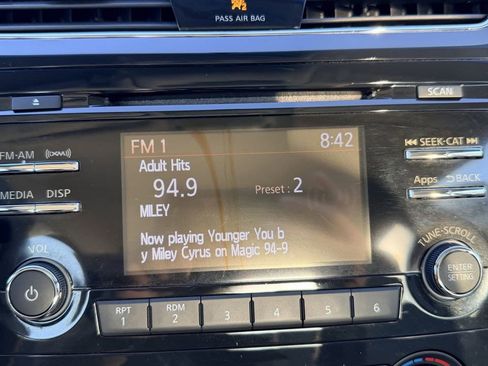 PASS AIR BAG
SCAN
FM 1 8:42
Adult Hits
94.9 Preset : 2
MILEY
Now playing Younger You b
y Miley Cyrus on Magic 94-9
FM-AM ((XM))
MEDIA DISP
VOL
SEEK-CAT
Apps BACK
TUNE-SCROLL
ENTER
SETTING
RPT RDM
1 2 3 4 5 6